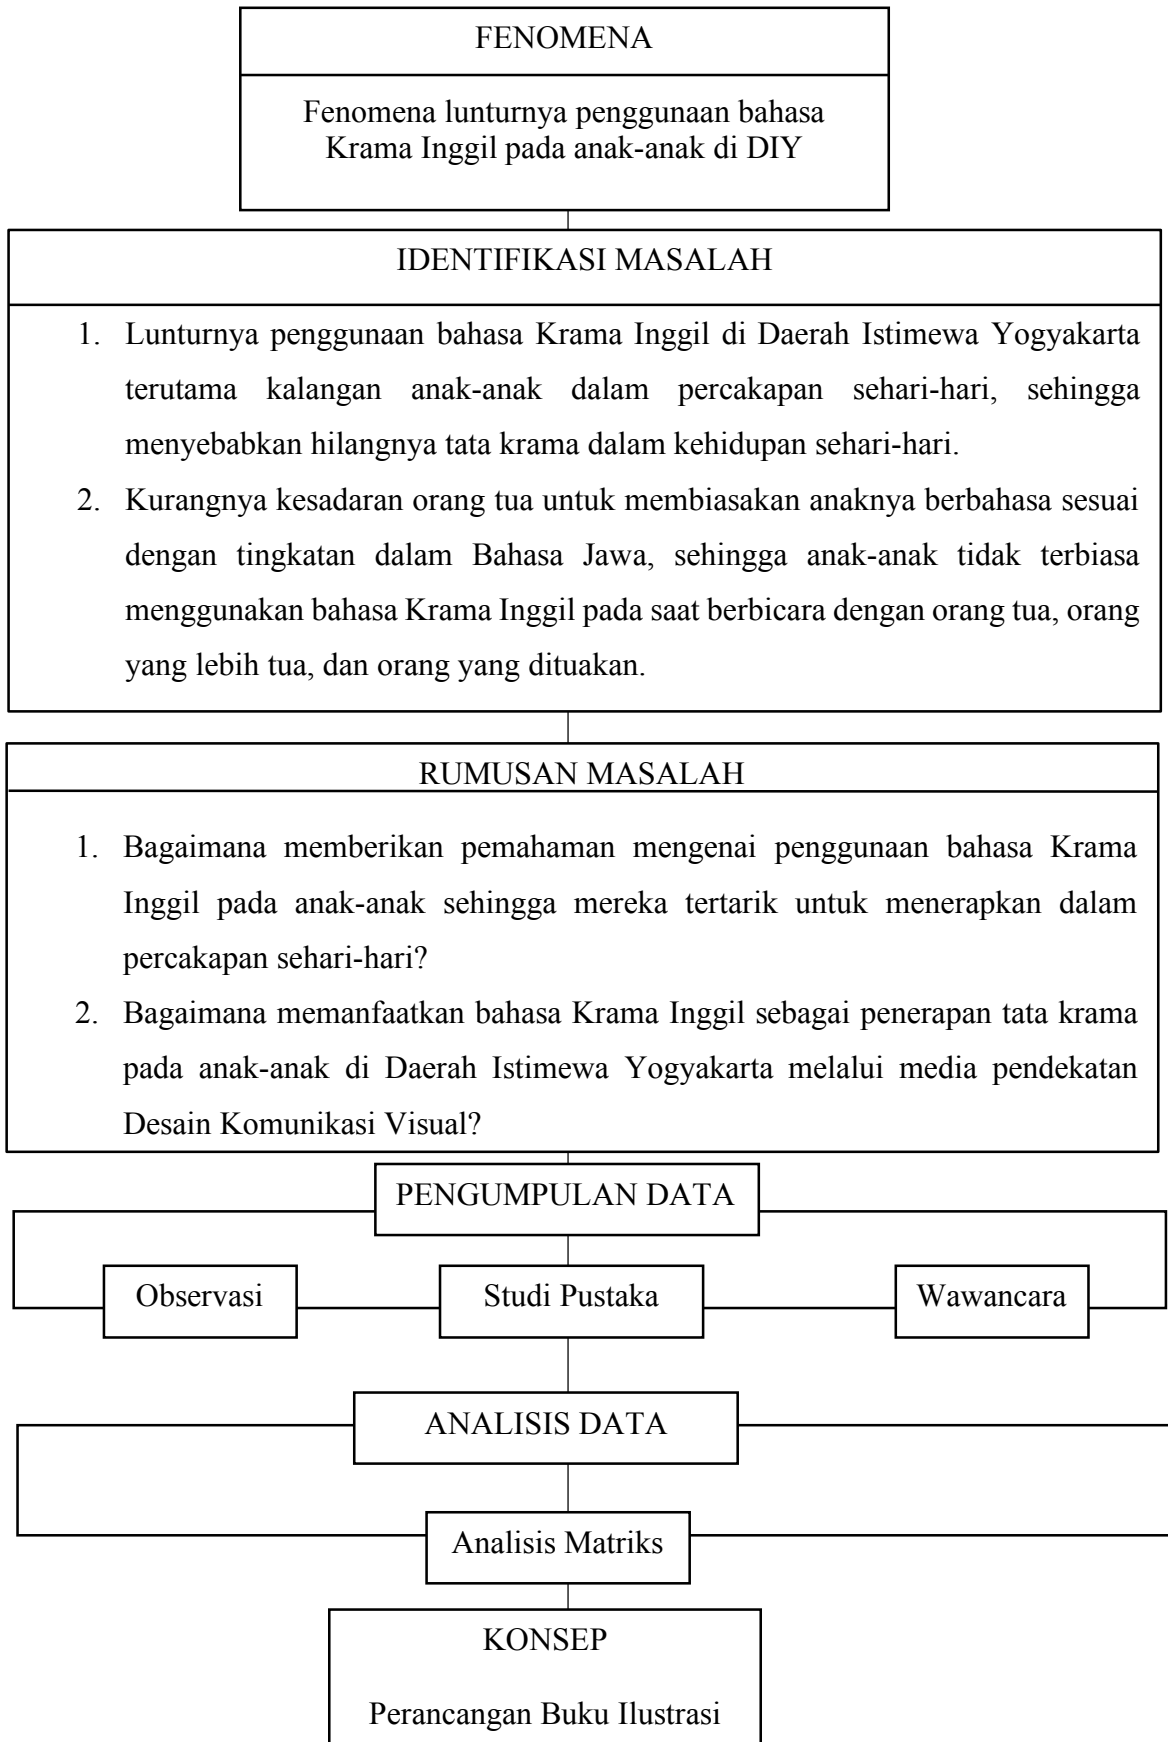 FENOMENA
Fenomena lunturnya penggunaan bahasa
Krama Inggil pada anak-anak di DIY
IDENTIFIKASI MASALAH
1. Lunturnya penggunaan bahasa Krama Inggil di Daerah Istimewa Yogyakarta
terutama kalangan anak-anak dalam percakapan sehari-hari, sehingga
menyebabkan hilangnya tata krama dalam kehidupan sehari-hari.
2. Kurangnya kesadaran orang tua untuk membiasakan anaknya berbahasa sesuai
dengan tingkatan dalam Bahasa Jawa, sehingga anak-anak tidak terbiasa
menggunakan bahasa Krama Inggil pada saat berbicara dengan orang tua, orang
yang lebih tua, dan orang yang dituakan.
RUMUSAN MASALAH
1. Bagaimana memberikan pemahaman mengenai penggunaan bahasa Krama
Inggil pada anak-anak sehingga mereka tertarik untuk menerapkan dalam
percakapan sehari-hari?
2. Bagaimana memanfaatkan bahasa Krama Inggil sebagai penerapan tata krama
pada anak-anak di Daerah Istimewa Yogyakarta melalui media pendekatan
Desain Komunikasi Visual?
PENGUMPULAN DATA
Observasi
Studi Pustaka
Wawancara
ANALISIS DATA
Analisis Matriks
KONSEP
Perancangan Buku Ilustrasi